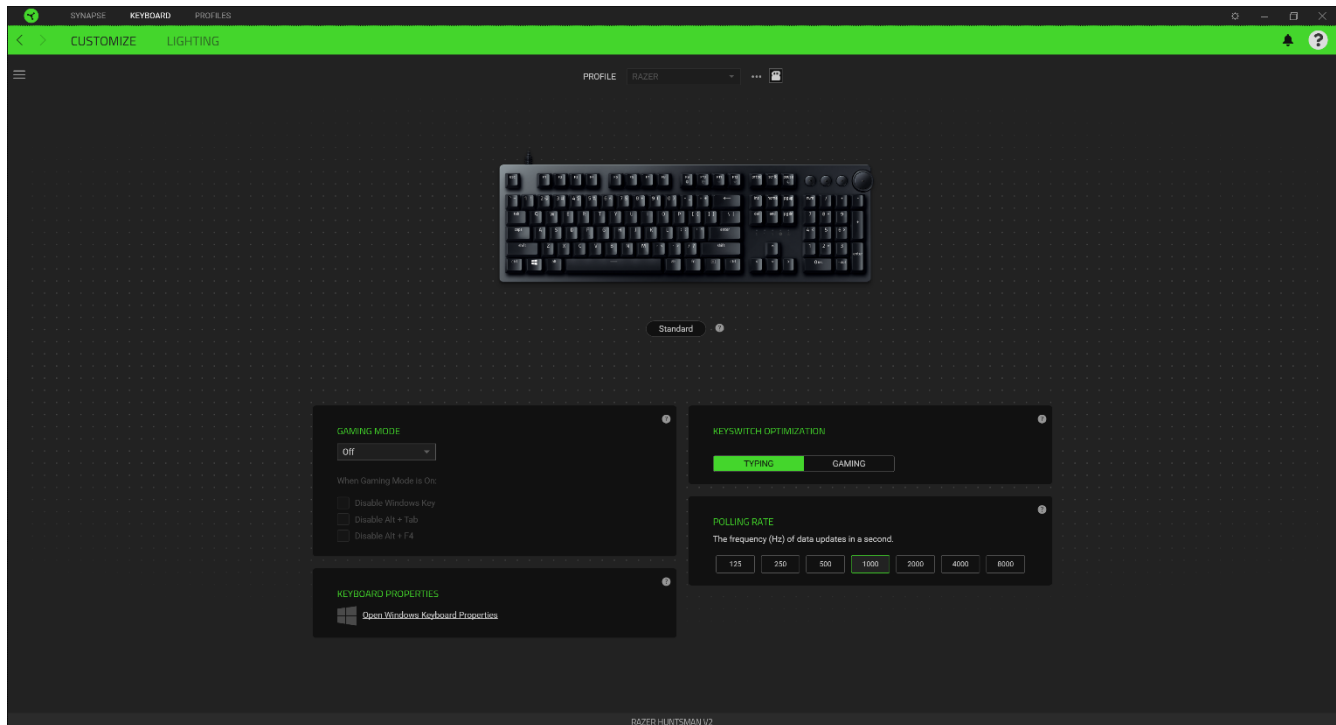 SYNAPSE KEYBOARD PROFILES
CUSTOMIZE LIGHTING
PROFILE RAZER
Standard
GAMING MODE
Off
When Gaming Mode is On:
Disable Windows Key
Disable Alt + Tab
Disable Alt + F4
KEYBOARD PROPERTIES
Open Windows Keyboard Properties
KEYSWITCH OPTIMIZATION
TYPING GAMING
POLLING RATE
The frequency (Hz) of data updates in a second.
125 250 500 1000 2000 4000 8000
RAZER HUNTSMAN V2